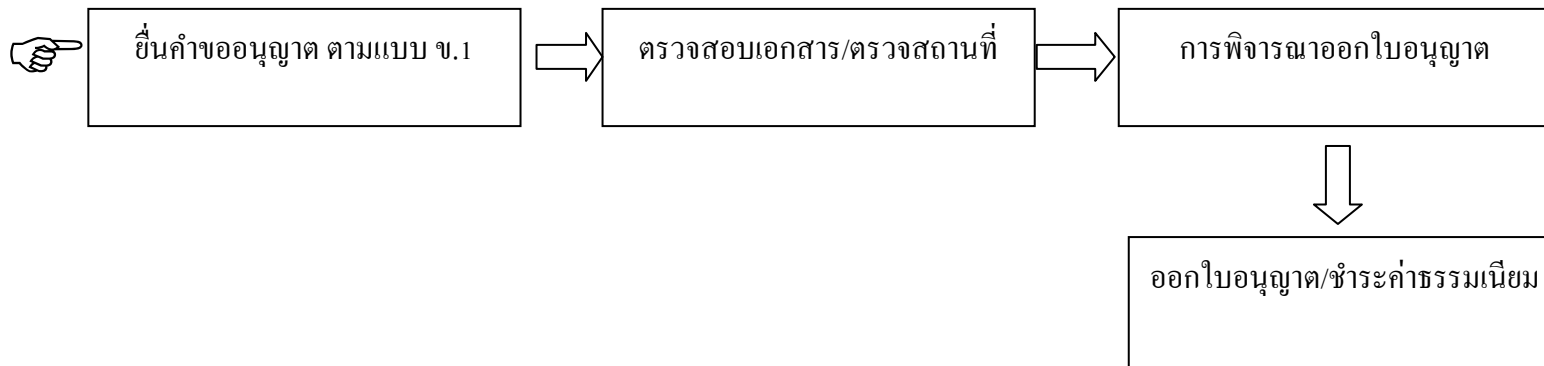 ยื่นคำขออนุญาต ตามแบบ ข.1
ตรวจสอบเอกสาร/ตรวจสถานที่
การพิจารณาออกใบอนุญาต
ออกใบอนุญาต/ชำระค่าธรรมเนียม